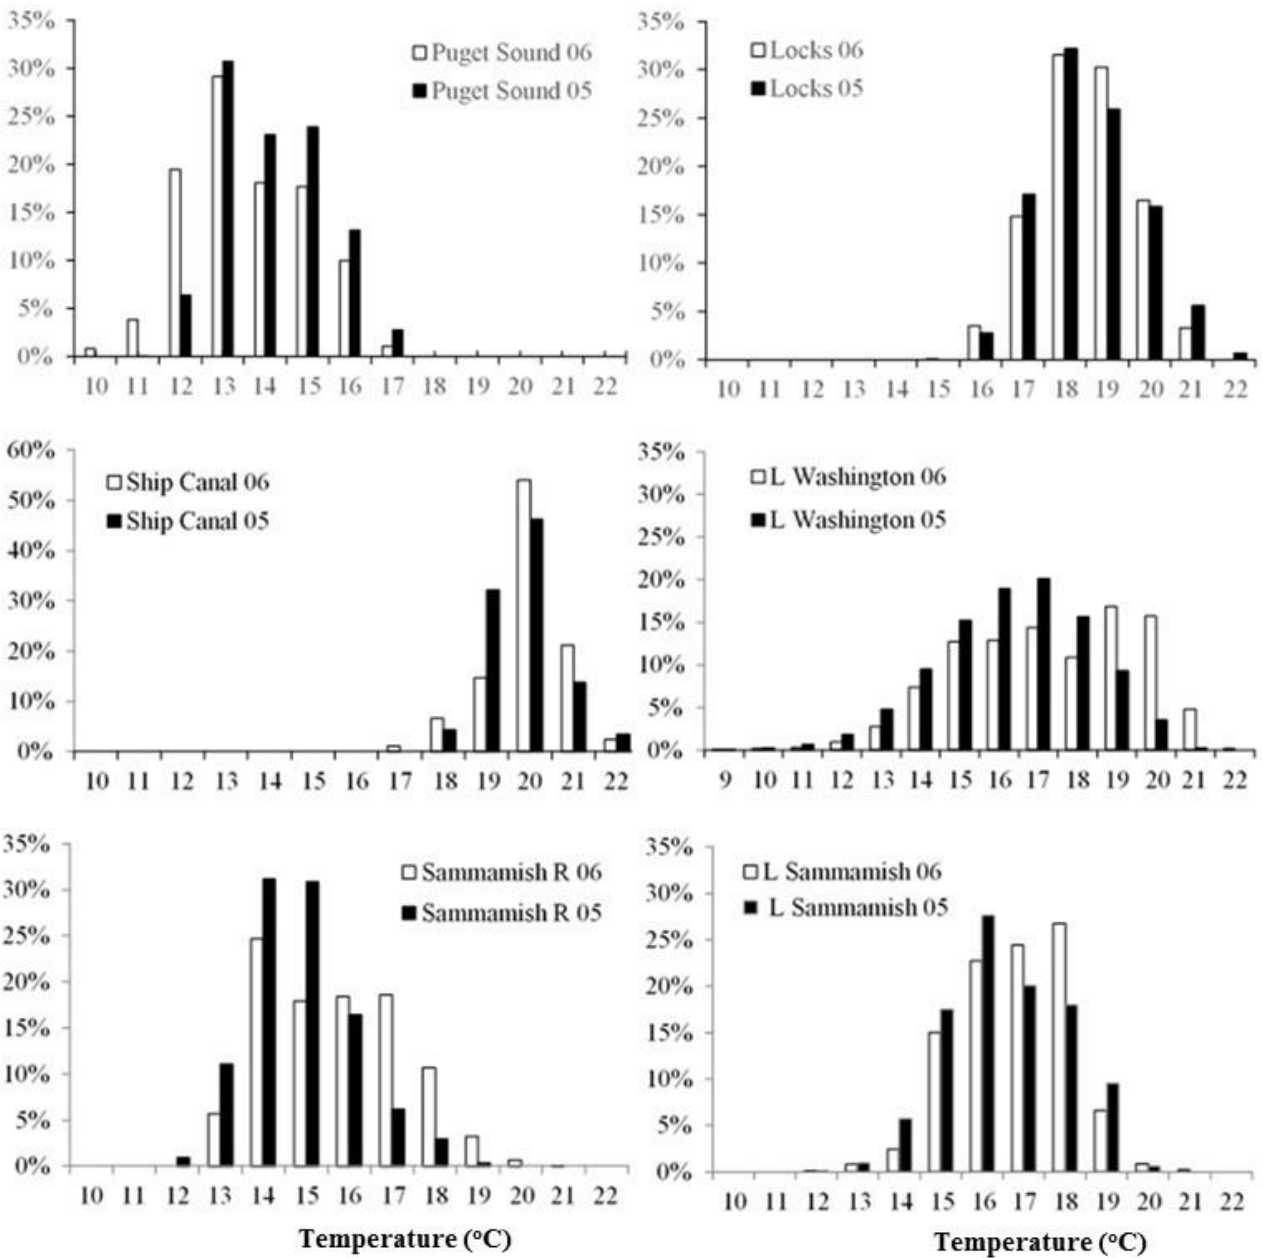 35%
30%
25%
20%
15%
10%
5%
0%
Puget Sound 06
Puget Sound 05
10 11 12 13 14 15 16 17 18 19 20 21 22
35%
30%
25%
20%
15%
10%
5%
0%
Locks 06
Locks 05
10 11 12 13 14 15 16 17 18 19 20 21 22
60%
50%
40%
30%
20%
10%
0%
Ship Canal 06
Ship Canal 05
10 11 12 13 14 15 16 17 18 19 20 21 22
35%
30%
25%
20%
15%
10%
5%
0%
L Washington 06
L Washington 05
9 10 11 12 13 14 15 16 17 18 19 20 21 22
35%
30%
25%
20%
15%
10%
5%
0%
Sammamish R 06
Sammamish R 05
10 11 12 13 14 15 16 17 18 19 20 21 22
Temperature (ºC)
35%
30%
25%
20%
15%
10%
5%
0%
L Sammamish 06
L Sammamish 05
10 11 12 13 14 15 16 17 18 19 20 21 22
Temperature (ºC)